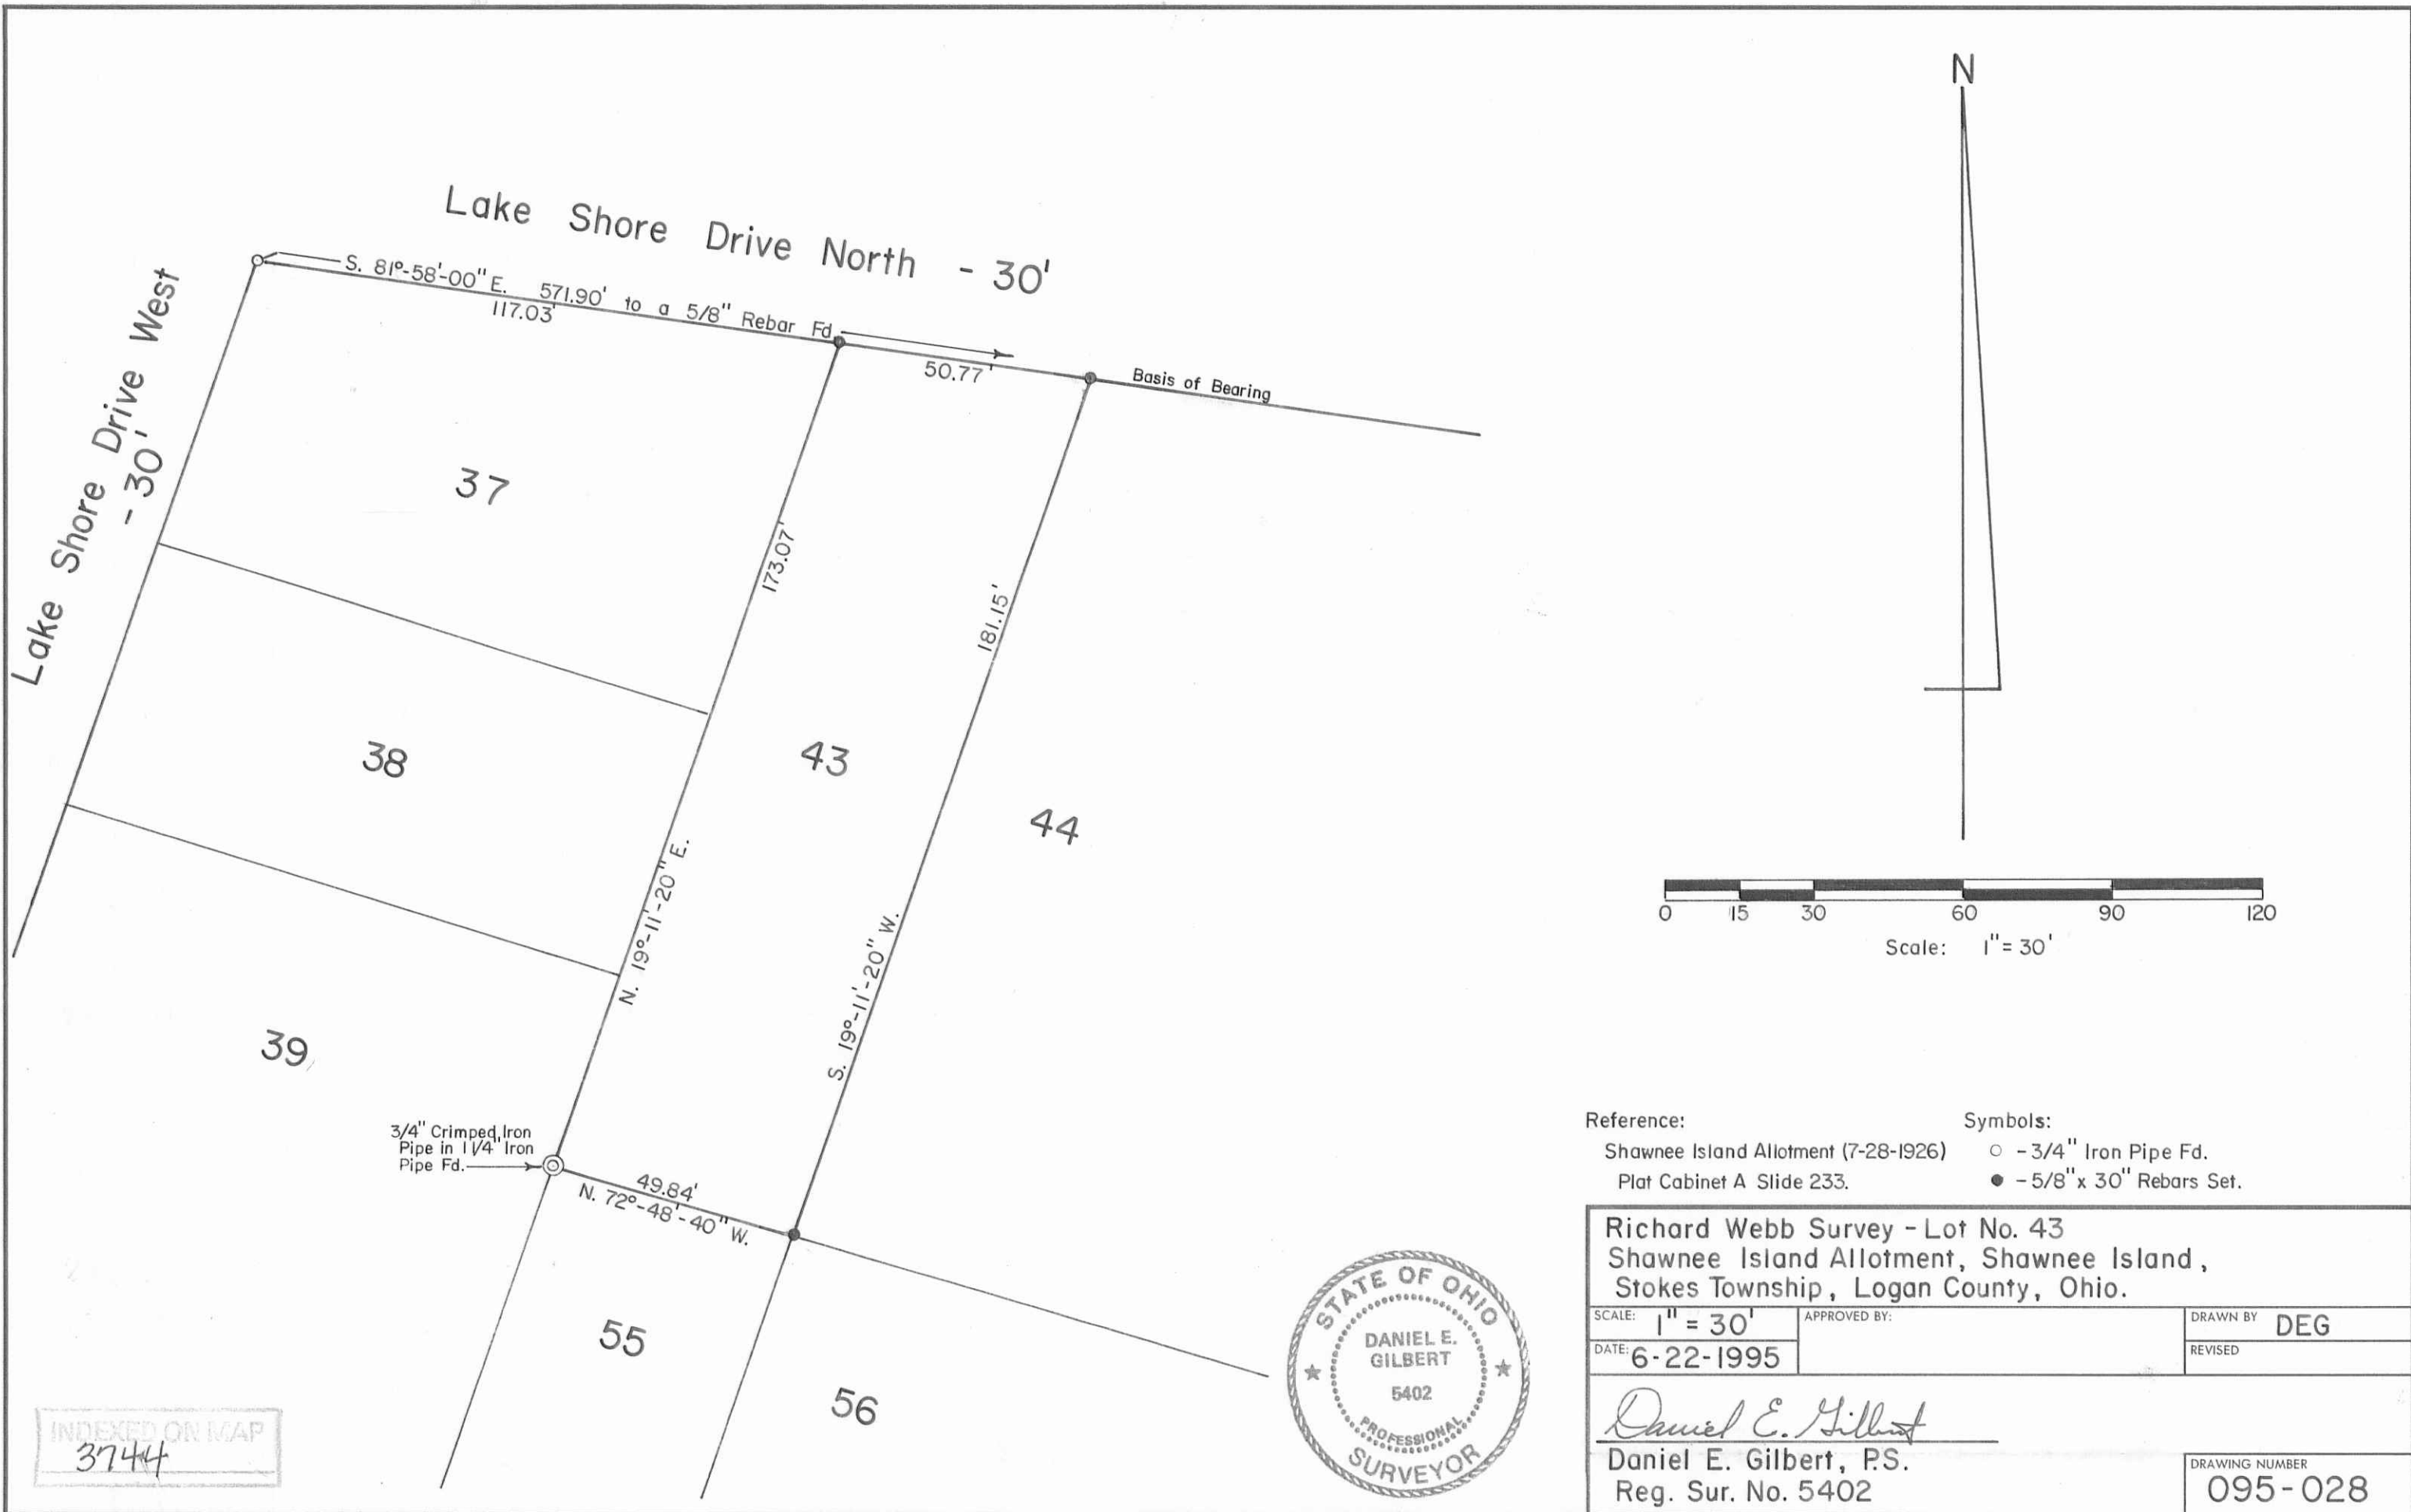 N
Lake Shore Drive North - 30'
S. 81°-58'-00" E. 571.90' to a 5/8" Rebar Fd.
117.03'
50.77'
Basis of Bearing
Lake Shore Drive West
- 30'
37
173.07'
181.15'
38
43
44
N. 19°-11'-20" E.
S. 19°-11'-20" W.
39
3/4" Crimped Iron
Pipe in 1 1/4" Iron
Pipe Fd.
49.84'
N. 72°-48'-40" W.
55
56
0 15 30 60 90 120
Scale: 1" = 30'
Reference:
Shawnee Island Allotment (7-28-1926)
Plat Cabinet A Slide 233.
Symbols:
○ - 3/4" Iron Pipe Fd.
● - 5/8" x 30" Rebars Set.
Richard Webb Survey - Lot No. 43
Shawnee Island Allotment, Shawnee Island,
Stokes Township, Logan County, Ohio.
SCALE: 1" = 30'
APPROVED BY:
DRAWN BY DEG
DATE: 6-22-1995
REVISED
Daniel E. Gilbert
Daniel E. Gilbert, P.S.
Reg. Sur. No. 5402
DRAWING NUMBER
095-028
STATE OF OHIO
DANIEL E.
GILBERT
5402
PROFESSIONAL
SURVEYOR
INDEXED ON MAP
3744